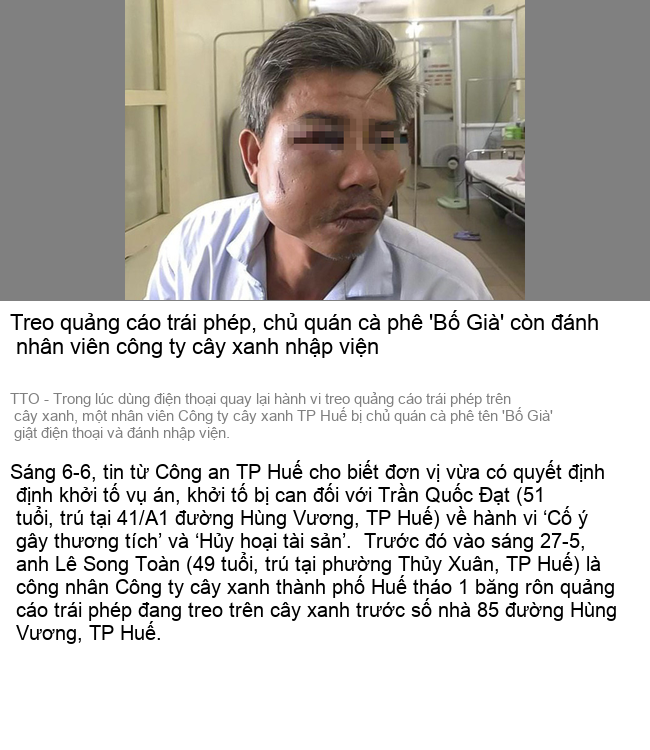 Treo quảng cáo trái phép, chủ quán cà phê 'Bố Già' còn đánh
nhân viên công ty cây xanh nhập viện
TTO - Trong lúc dùng điện thoại quay lại hành vi treo quảng cáo trái phép trên
cây xanh, một nhân viên Công ty cây xanh TP Huế bị chủ quán cà phê tên 'Bố Già'
giật điện thoại và đánh nhập viện.
Sáng 6-6, tin từ Công an TP Huế cho biết đơn vị vừa có quyết định
định khởi tố vụ án, khởi tố bị can đối với Trần Quốc Đạt (51
tuổi, trú tại 41/A1 đường Hùng Vương, TP Huế) về hành vi ‘Cố ý
gây thương tích’ và ‘Hủy hoại tài sản’.  Trước đó vào sáng 27-5,
anh Lê Song Toàn (49 tuổi, trú tại phường Thủy Xuân, TP Huế) là
công nhân Công ty cây xanh thành phố Huế tháo 1 băng rôn quảng
cáo trái phép đang treo trên cây xanh trước số nhà 85 đường Hùng
Vương, TP Huế.